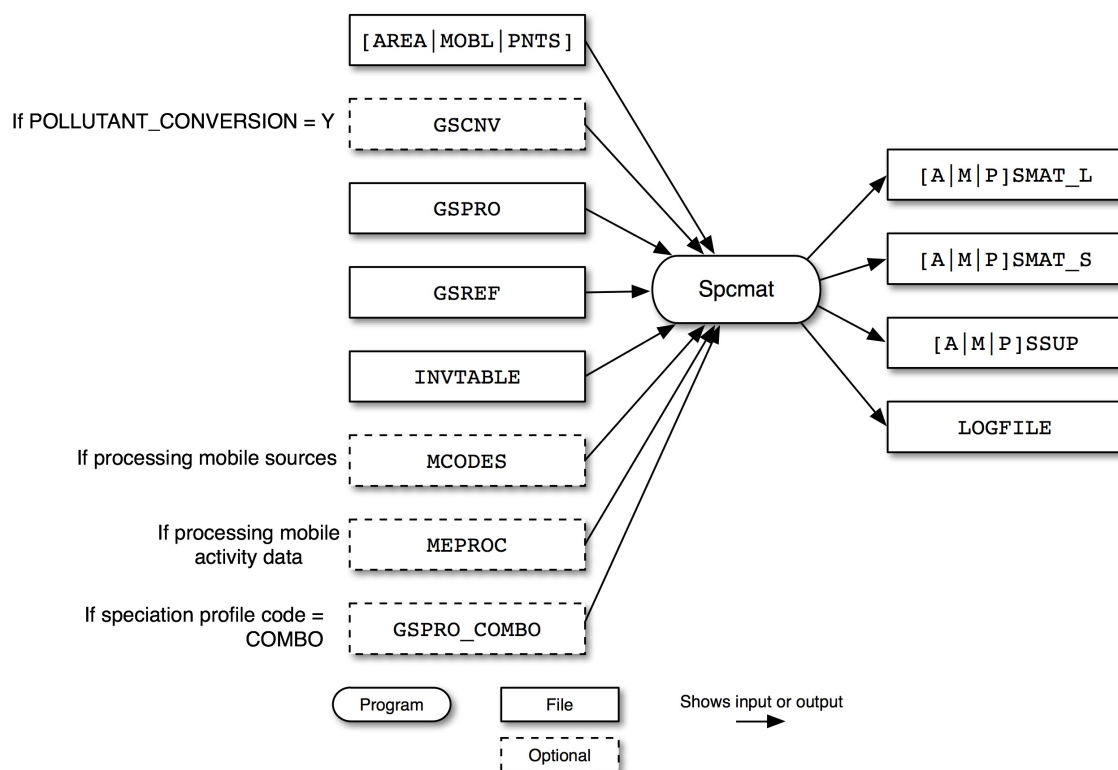 [AREA|MOBL|PNTS]
If POLLUTANT_CONVERSION = Y
GSCNV
GSPRO
GSREF
INVTABLE
If processing mobile sources
MCODES
If processing mobile
activity data
MEPROC
If speciation profile code =
COMBO
GSPRO_COMBO
Spcmat
[A|M|P]SMAT_L
[A|M|P]SMAT_S
[A|M|P]SSUP
LOGFILE
Program
File
Shows input or output
Optional